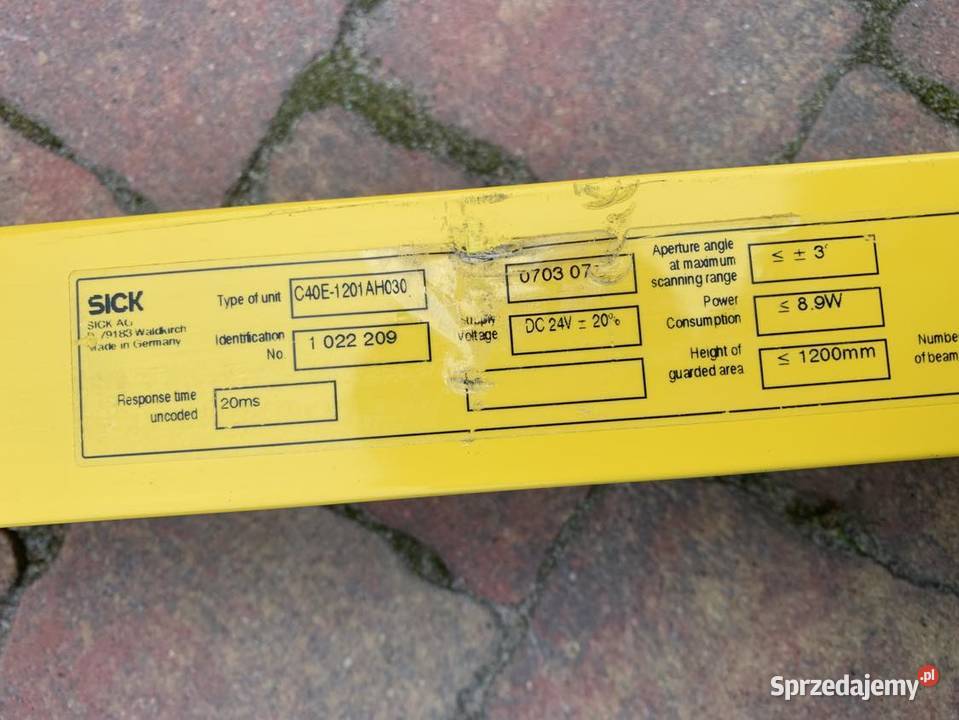 SICK
SICK AG
79183 Waldkirch
Made in Germany
Type of unit C40E-1201AH030
Identification
No. 1 022 209
Response time
uncoded 20ms
0703 07
Supply
Voltage DC 24V ± 20%
Aperture angle
at maximum
scanning range ≤ ± 3°
Power
Consumption ≤ 8.9W
Height of
guarded area ≤ 1200mm
Numbe
of beam
Sprzedajemy.pl